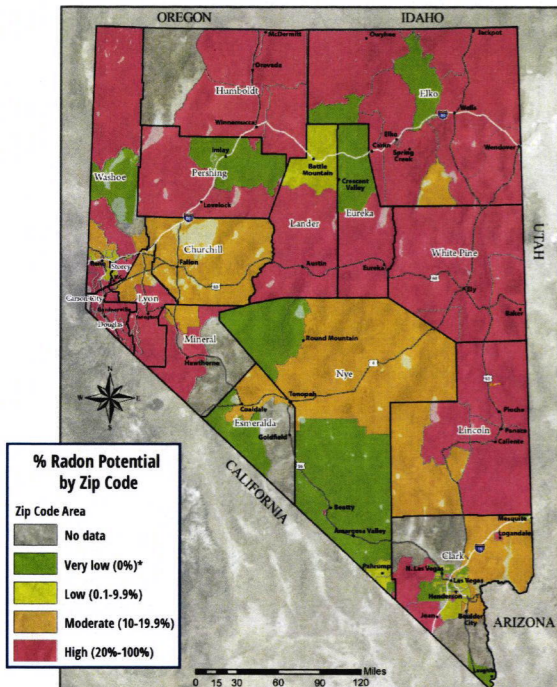 OREGON
IDAHO
McDermitt
Owyhee
Jackpot
Orovada
Humboldt
Elko
Winnemucca
Wells
Elko
Carlin
Spring
Creek
Wendover
Imlay
Battle
Mountain
Washoe
Pershing
Crescent
Valley
Lovelock
Lander
Eureka
UTAH
Churchill
White Pine
Reno
Storey
Fallon
Austin
Eureka
Ely
Carson City
Lyon
Baker
Gardnerville
Yerington
Douglas
Mineral
Round Mountain
Hawthorne
Nye
N
W
E
S
Tonopah
Coaldale
Pioche
Esmeralda
Lincoln
Panaca
Goldfield
Caliente
CALIFORNIA
% Radon Potential
by Zip Code
Zip Code Area
No data
Very low (0%)*
Low (0.1-9.9%)
Moderate (10-19.9%)
High (20%-100%)
Beatty
Amargosa Valley
Mesquite
Clark
Logandale
Pahrump
N. Las Vegas
Las Vegas
Henderson
Boulder
City
Jean
ARIZONA
Laughlin
Miles
0 15 30 60 90 120